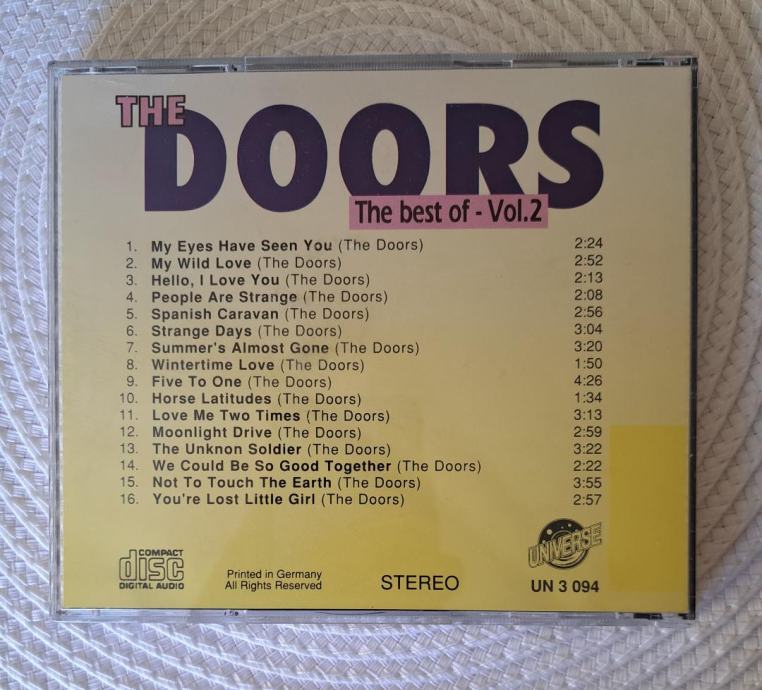 THE
DOORS
The best of - Vol.2
1. My Eyes Have Seen You (The Doors) 2:24
2. My Wild Love (The Doors) 2:52
3. Hello, I Love You (The Doors) 2:13
4. People Are Strange (The Doors) 2:08
5. Spanish Caravan (The Doors) 2:56
6. Strange Days (The Doors) 3:04
7. Summer's Almost Gone (The Doors) 3:20
8. Wintertime Love (The Doors) 1:50
9. Five To One (The Doors) 4:26
10. Horse Latitudes (The Doors) 1:34
11. Love Me Two Times (The Doors) 3:13
12. Moonlight Drive (The Doors) 2:59
13. The Unknon Soldier (The Doors) 3:22
14. We Could Be So Good Together (The Doors) 2:22
15. Not To Touch The Earth (The Doors) 3:55
16. You're Lost Little Girl (The Doors) 2:57
COMPACT
disc
DIGITAL AUDIO
Printed in Germany
All Rights Reserved
STEREO
UNIVERSE
UN 3 094